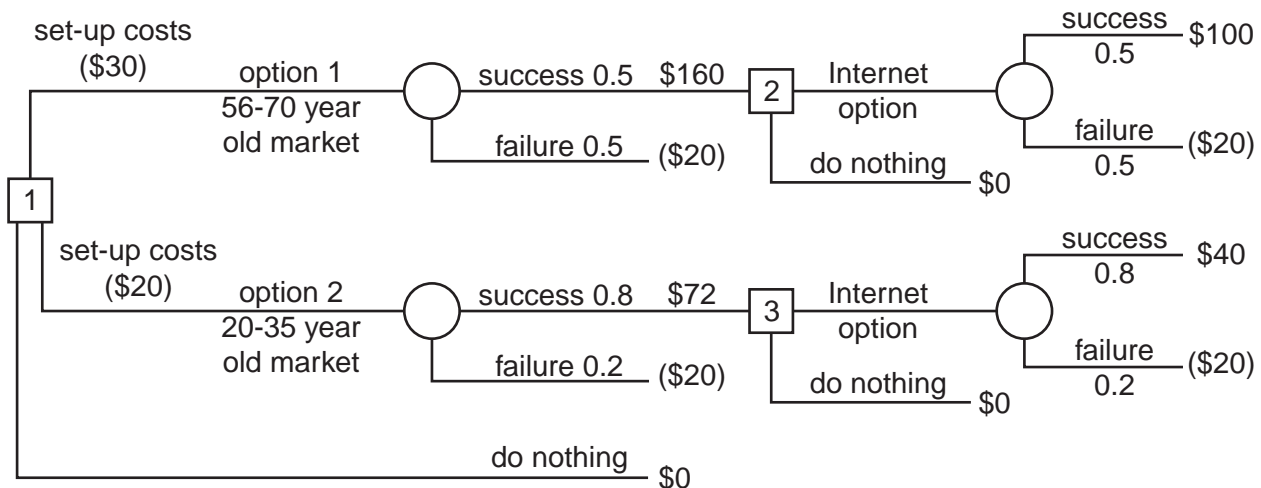 set-up costs
($30)
option 1
56-70 year
old market
success 0.5 $160
failure 0.5 ($20)
2
Internet
option
do nothing $0
success
0.5
$100
failure
0.5
($20)
1
set-up costs
($20)
option 2
20-35 year
old market
success 0.8 $72
failure 0.2 ($20)
3
Internet
option
do nothing $0
success
0.8
$40
failure
0.2
($20)
do nothing $0